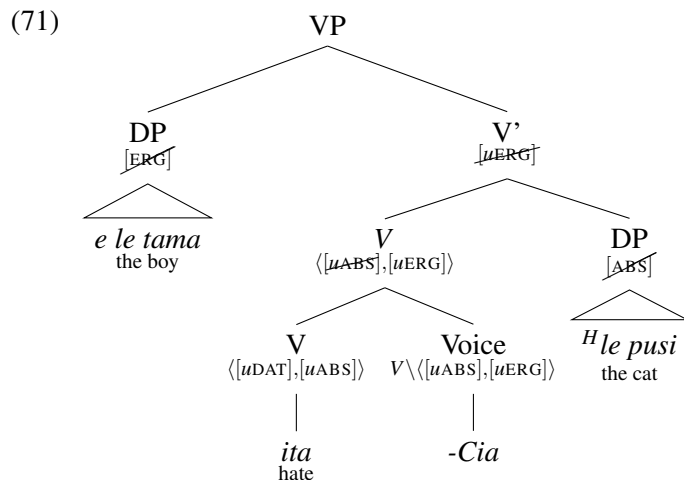 (71)
VP
DP V’
[ERG] [uERG]
e le tama V DP
the boy ⟨[uABS],[uERG]⟩ [ABS]
V Voice ᴴle pusi
⟨[uDAT],[uABS]⟩ V\⟨[uABS],[uERG]⟩ the cat
ita -Cia
hate